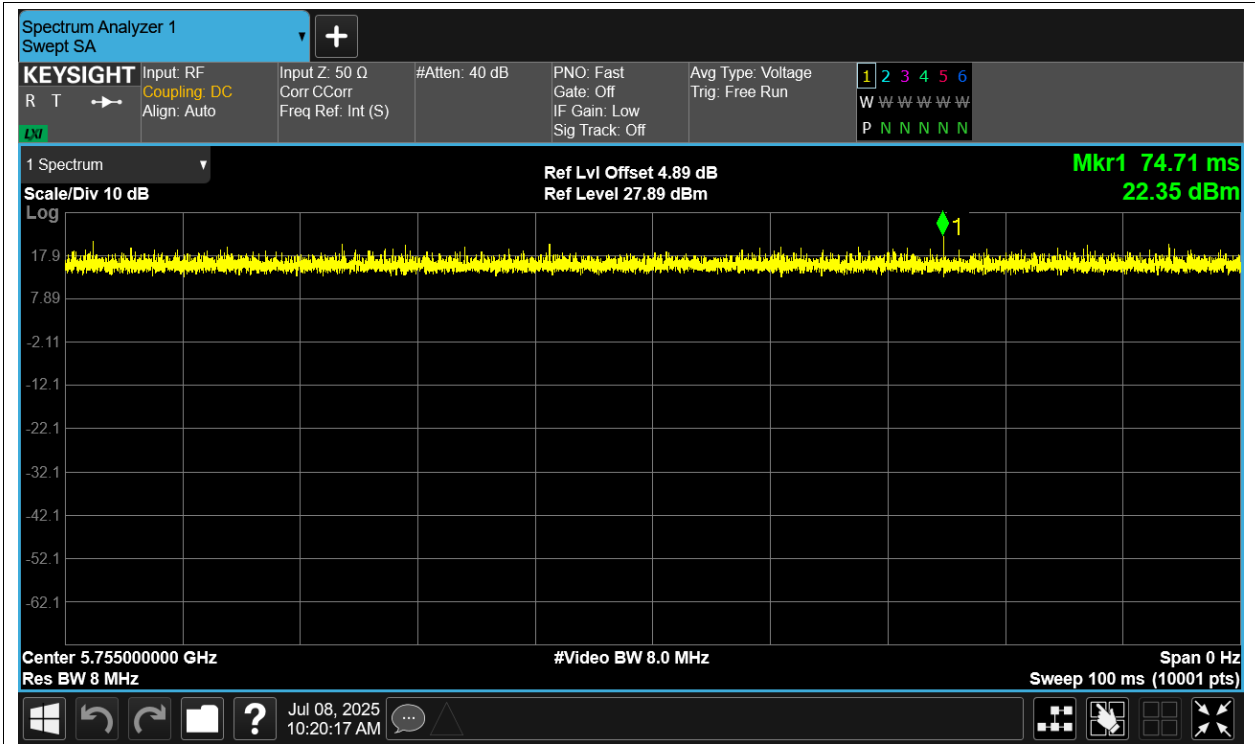 Spectrum Analyzer 1
Swept SA
+
KEYSIGHT
R T
LXI
Input: RF
Coupling: DC
Align: Auto
Input Z: 50 Ω
Corr CCorr
Freq Ref: Int (S)
#Atten: 40 dB
PNO: Fast
Gate: Off
IF Gain: Low
Sig Track: Off
Avg Type: Voltage
Trig: Free Run
1 2 3 4 5 6
W W W W W W
P N N N N N
1 Spectrum
Scale/Div 10 dB
Log
Ref Lvl Offset 4.89 dB
Ref Level 27.89 dBm
Mkr1 74.71 ms
22.35 dBm
1
17.9
7.89
-2.11
-12.1
-22.1
-32.1
-42.1
-52.1
-62.1
Center 5.755000000 GHz
Res BW 8 MHz
#Video BW 8.0 MHz
Span 0 Hz
Sweep 100 ms (10001 pts)
?
Jul 08, 2025
10:20:17 AM